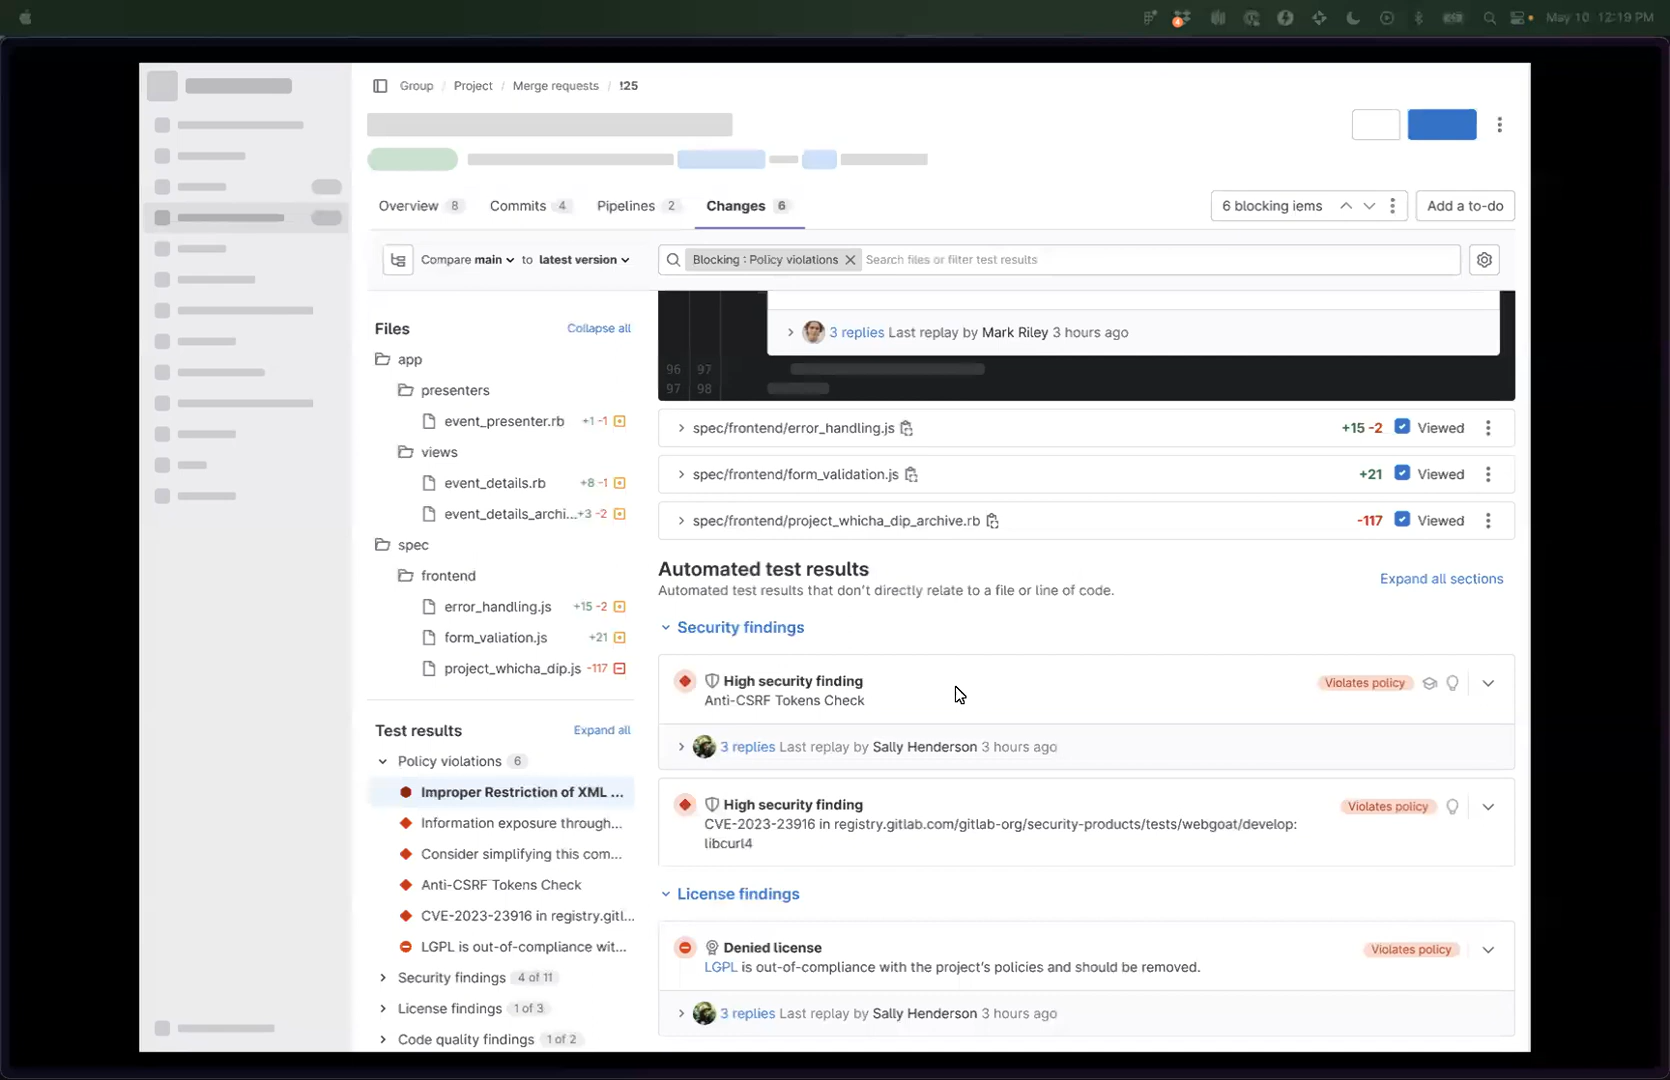 May 10 12:19 PM
Group / Project / Merge requests / !25
Overview 8 Commits 4 Pipelines 2 Changes 6
6 blocking iems
Add a to-do
Compare main to latest version
Blocking : Policy violations
Search files or filter test results
Files
Collapse all
app
presenters
event_presenter.rb +1 -1
views
event_details.rb +8 -1
event_details_archi... +3 -2
spec
frontend
error_handling.js +15 -2
form_valiation.js +21
project_whicha_dip.js -117
Test results
Expand all
Policy violations 6
Improper Restriction of XML ...
Information exposure through...
Consider simplifying this com...
Anti-CSRF Tokens Check
CVE-2023-23916 in registry.gitl...
LGPL is out-of-compliance wit...
Security findings 4 of 11
License findings 1 of 3
Code quality findings 1 of 2
3 replies Last replay by Mark Riley 3 hours ago
96 97
97 98
spec/frontend/error_handling.js +15 -2 Viewed
spec/frontend/form_validation.js +21 Viewed
spec/frontend/project_whicha_dip_archive.rb -117 Viewed
Automated test results
Automated test results that don't directly relate to a file or line of code.
Expand all sections
Security findings
High security finding
Anti-CSRF Tokens Check
Violates policy
3 replies Last replay by Sally Henderson 3 hours ago
High security finding
CVE-2023-23916 in registry.gitlab.com/gitlab-org/security-products/tests/webgoat/develop:
libcurl4
Violates policy
License findings
Denied license
LGPL is out-of-compliance with the project's policies and should be removed.
Violates policy
3 replies Last replay by Sally Henderson 3 hours ago